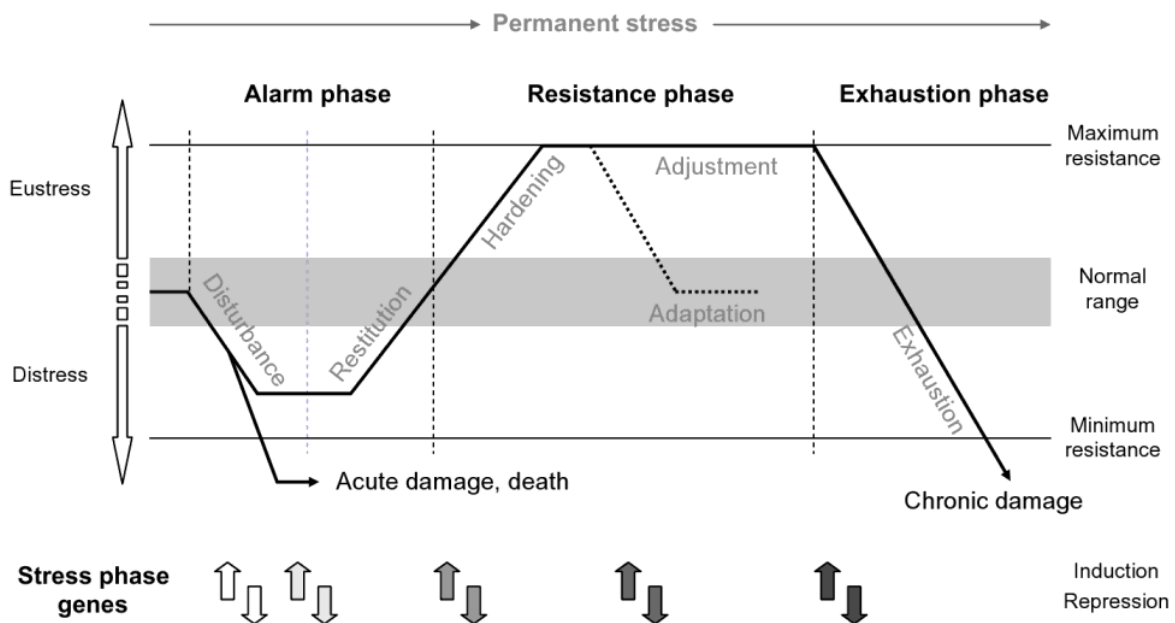 Permanent stress
Alarm phase
Resistance phase
Exhaustion phase
Maximum
resistance
Eustress
Hardening
Adjustment
Normal
range
Disturbance
Restitution
Adaptation
Distress
Exhaustion
Minimum
resistance
Acute damage, death
Chronic damage
Stress phase
genes
Induction
Repression